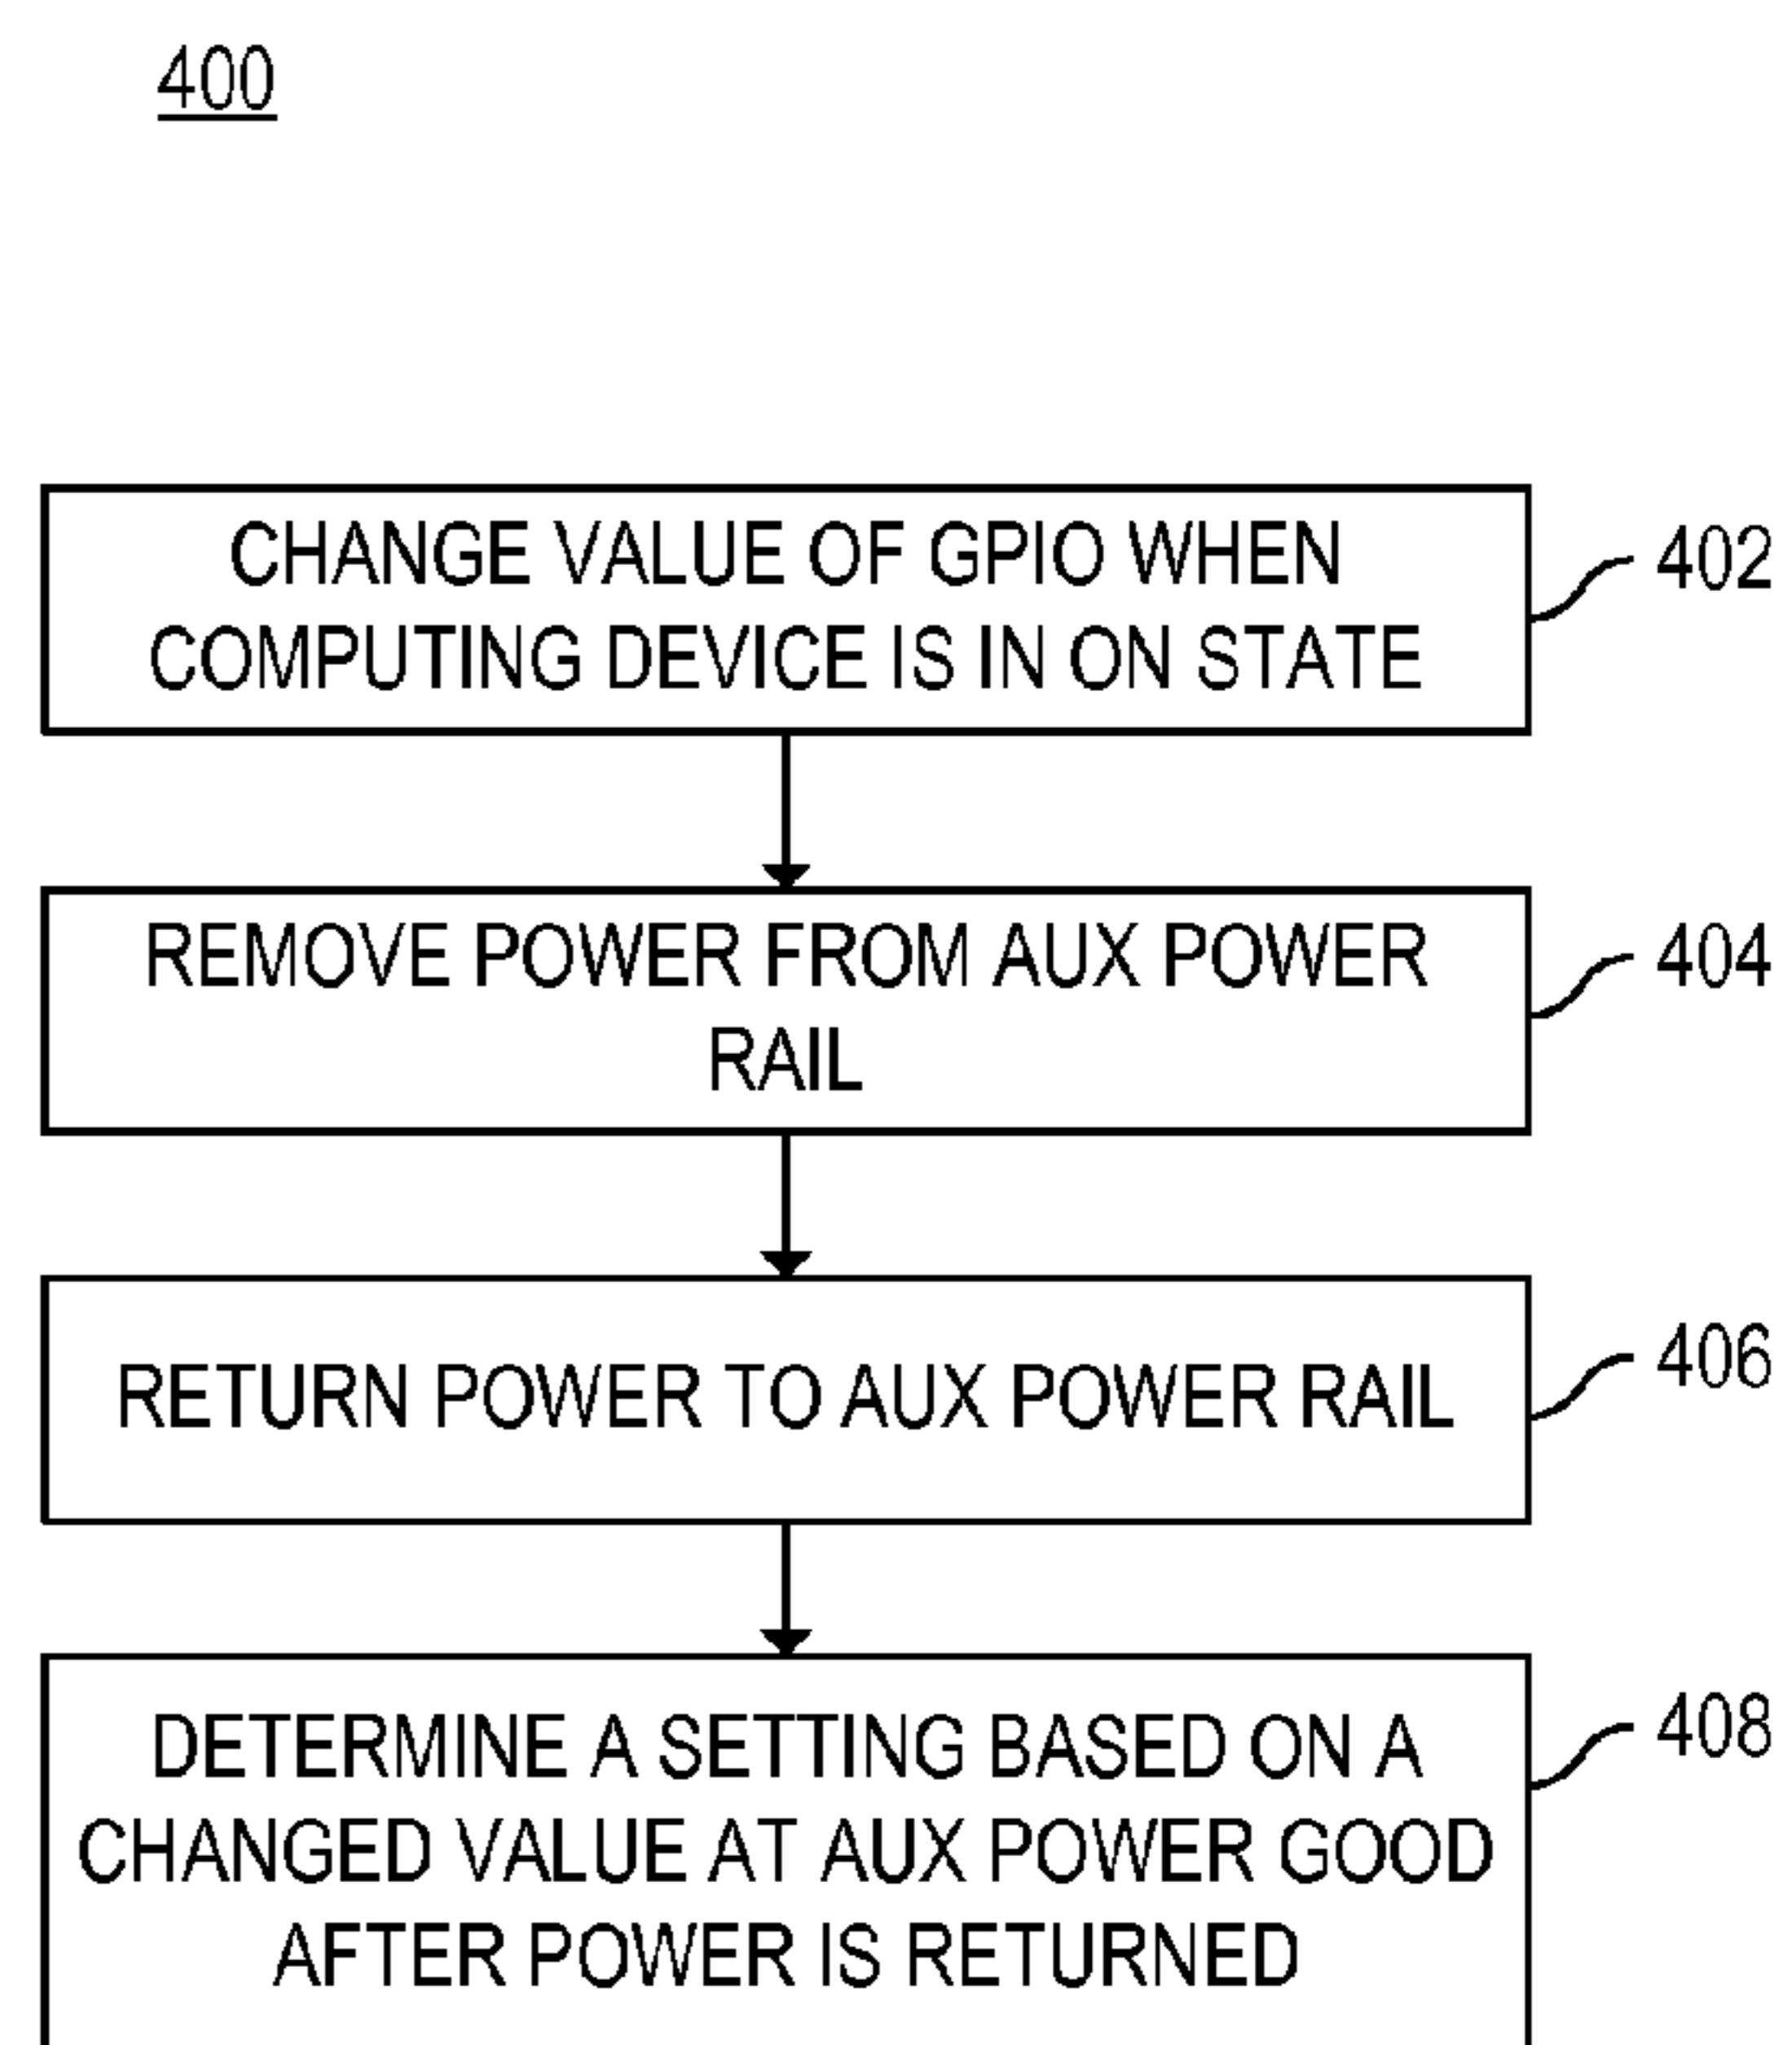 400
CHANGE VALUE OF GPIO WHEN
COMPUTING DEVICE IS IN ON STATE
402
REMOVE POWER FROM AUX POWER
RAIL
404
RETURN POWER TO AUX POWER RAIL
406
DETERMINE A SETTING BASED ON A
CHANGED VALUE AT AUX POWER GOOD
AFTER POWER IS RETURNED
408